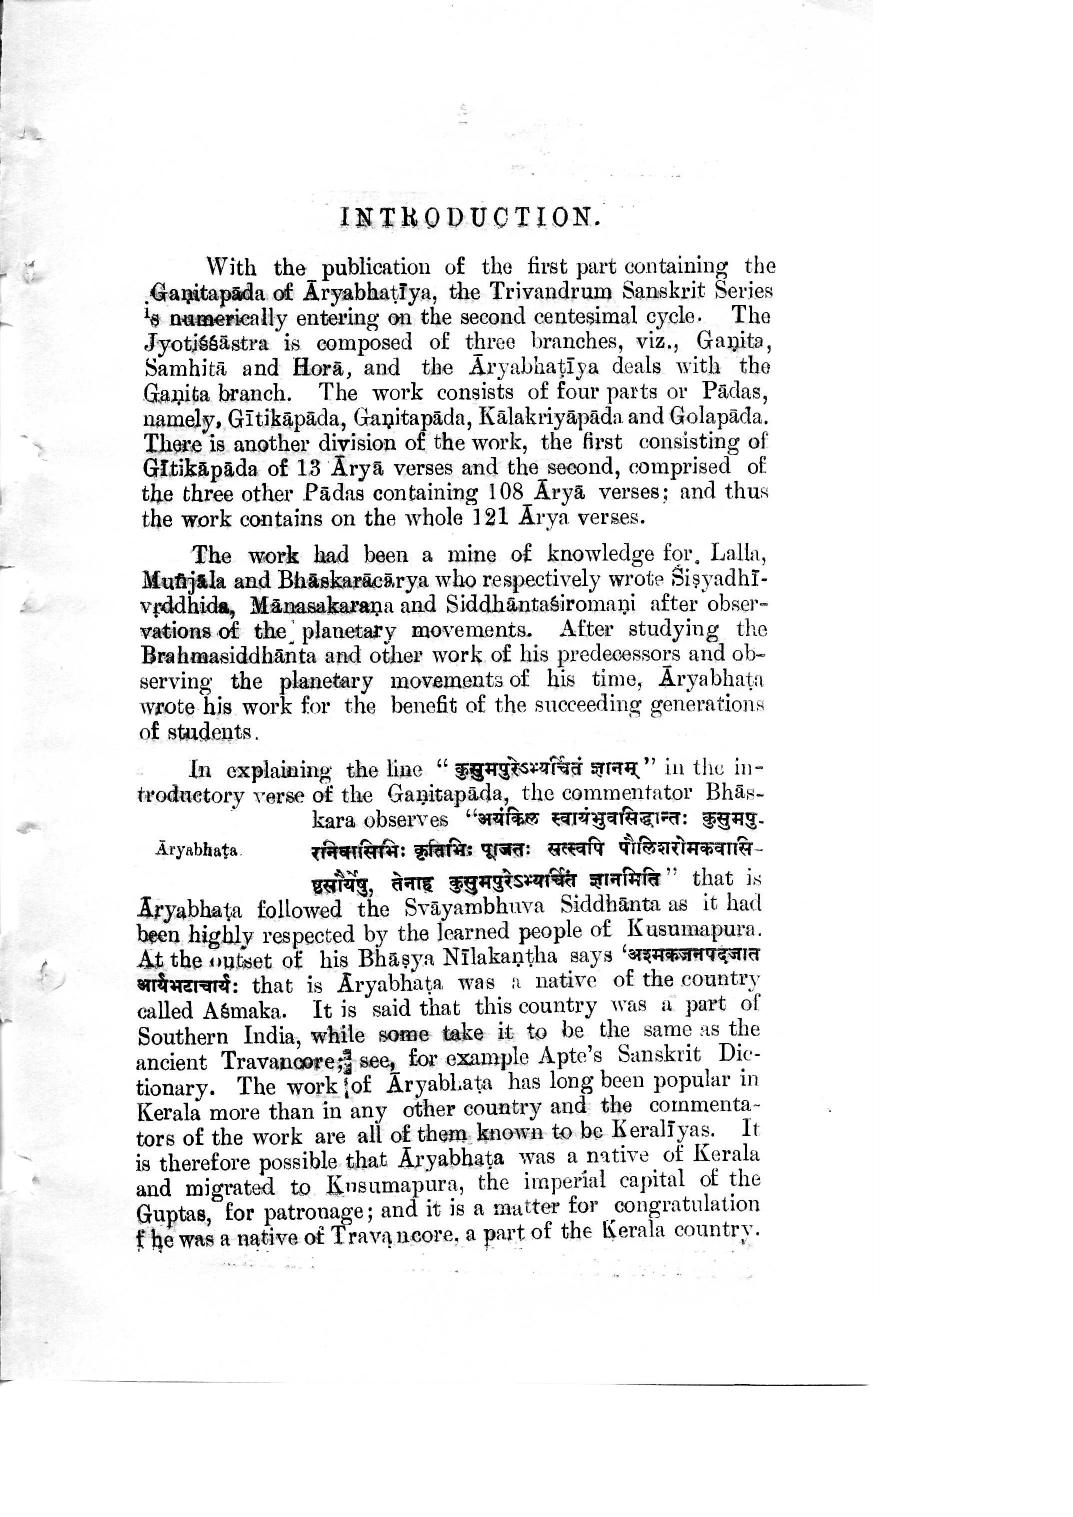 INTRODUCTION.
With the publication of the first part containing the
Gaṇitapāda of Āryabhaṭīya, the Trivandrum Sanskrit Series
is numerically entering on the second centesimal cycle. The
Jyotiśśāstra is composed of three branches, viz., Gaṇita,
Samhitā and Horā, and the Āryabhaṭīya deals with the
Gaṇita branch. The work consists of four parts or Pādas,
namely, Gītikāpāda, Gaṇitapāda, Kālakriyāpāda and Golapāda.
There is another division of the work, the first consisting of
Gītikāpāda of 13 Āryā verses and the second, comprised of
the three other Pādas containing 108 Āryā verses; and thus
the work contains on the whole 121 Ārya verses.
The work had been a mine of knowledge for Lalla,
Muñjāla and Bhāskarācārya who respectively wrote Śiṣyadhī-
vṛddhida, Mānasakaraṇa and Siddhāntaśiromaṇi after obser-
vations of the planetary movements. After studying the
Brahmasiddhānta and other work of his predecessors and ob-
serving the planetary movements of his time, Āryabhaṭa
wrote his work for the benefit of the succeeding generations
of students.
In explaining the line “ कुसुमपुरेऽभ्यर्चितं ज्ञानम् ” in the in-
troductory verse of the Gaṇitapāda, the commentator Bhās-
kara observes “अयंकिल स्वायंभुवसिद्धान्तः कुसुमपु-
Āryabhaṭa. रनिवासिभिः कृतिभिः पूजितः सत्स्वपि पौलिशरोमकवासि-
ष्ठसौर्येषु, तेनाह कुसुमपुरेऽभ्यर्चितं ज्ञानमिति ” that is
Āryabhaṭa followed the Svāyambhuva Siddhānta as it had
been highly respected by the learned people of Kusumapura.
At the outset of his Bhāṣya Nīlakaṇṭha says ‘अश्मकजनपदजात
आर्यभटाचार्यः that is Āryabhaṭa was a native of the country
called Aśmaka. It is said that this country was a part of
Southern India, while some take it to be the same as the
ancient Travancore; see, for example Apte’s Sanskrit Dic-
tionary. The work of Āryabhaṭa has long been popular in
Kerala more than in any other country and the commenta-
tors of the work are all of them known to be Keralīyas. It
is therefore possible that Āryabhaṭa was a native of Kerala
and migrated to Kusumapura, the imperial capital of the
Guptas, for patronage; and it is a matter for congratulation
f he was a native of Travancore, a part of the Kerala country.